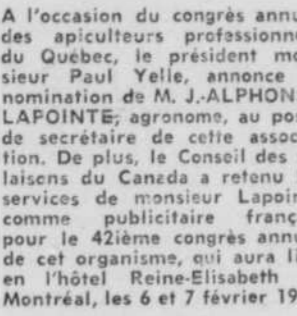 A l'occasion du congrès annu
des apiculteurs professionne
du Québec, le président mo
sieur Paul Yelle, annonce
nomination de M. J.-ALPHON
LAPOINTE, agronome, au pos
de secrétaire de cette assoc
tion. De plus, le Conseil des
laisons du Canada a retenu
services de monsieur Lapoin
comme publicitaire franç
pour le 42ième congrès annu
de cet organisme, qui aura li
en l'hôtel Reine-Elisabeth
Montréal, les 6 et 7 février 19